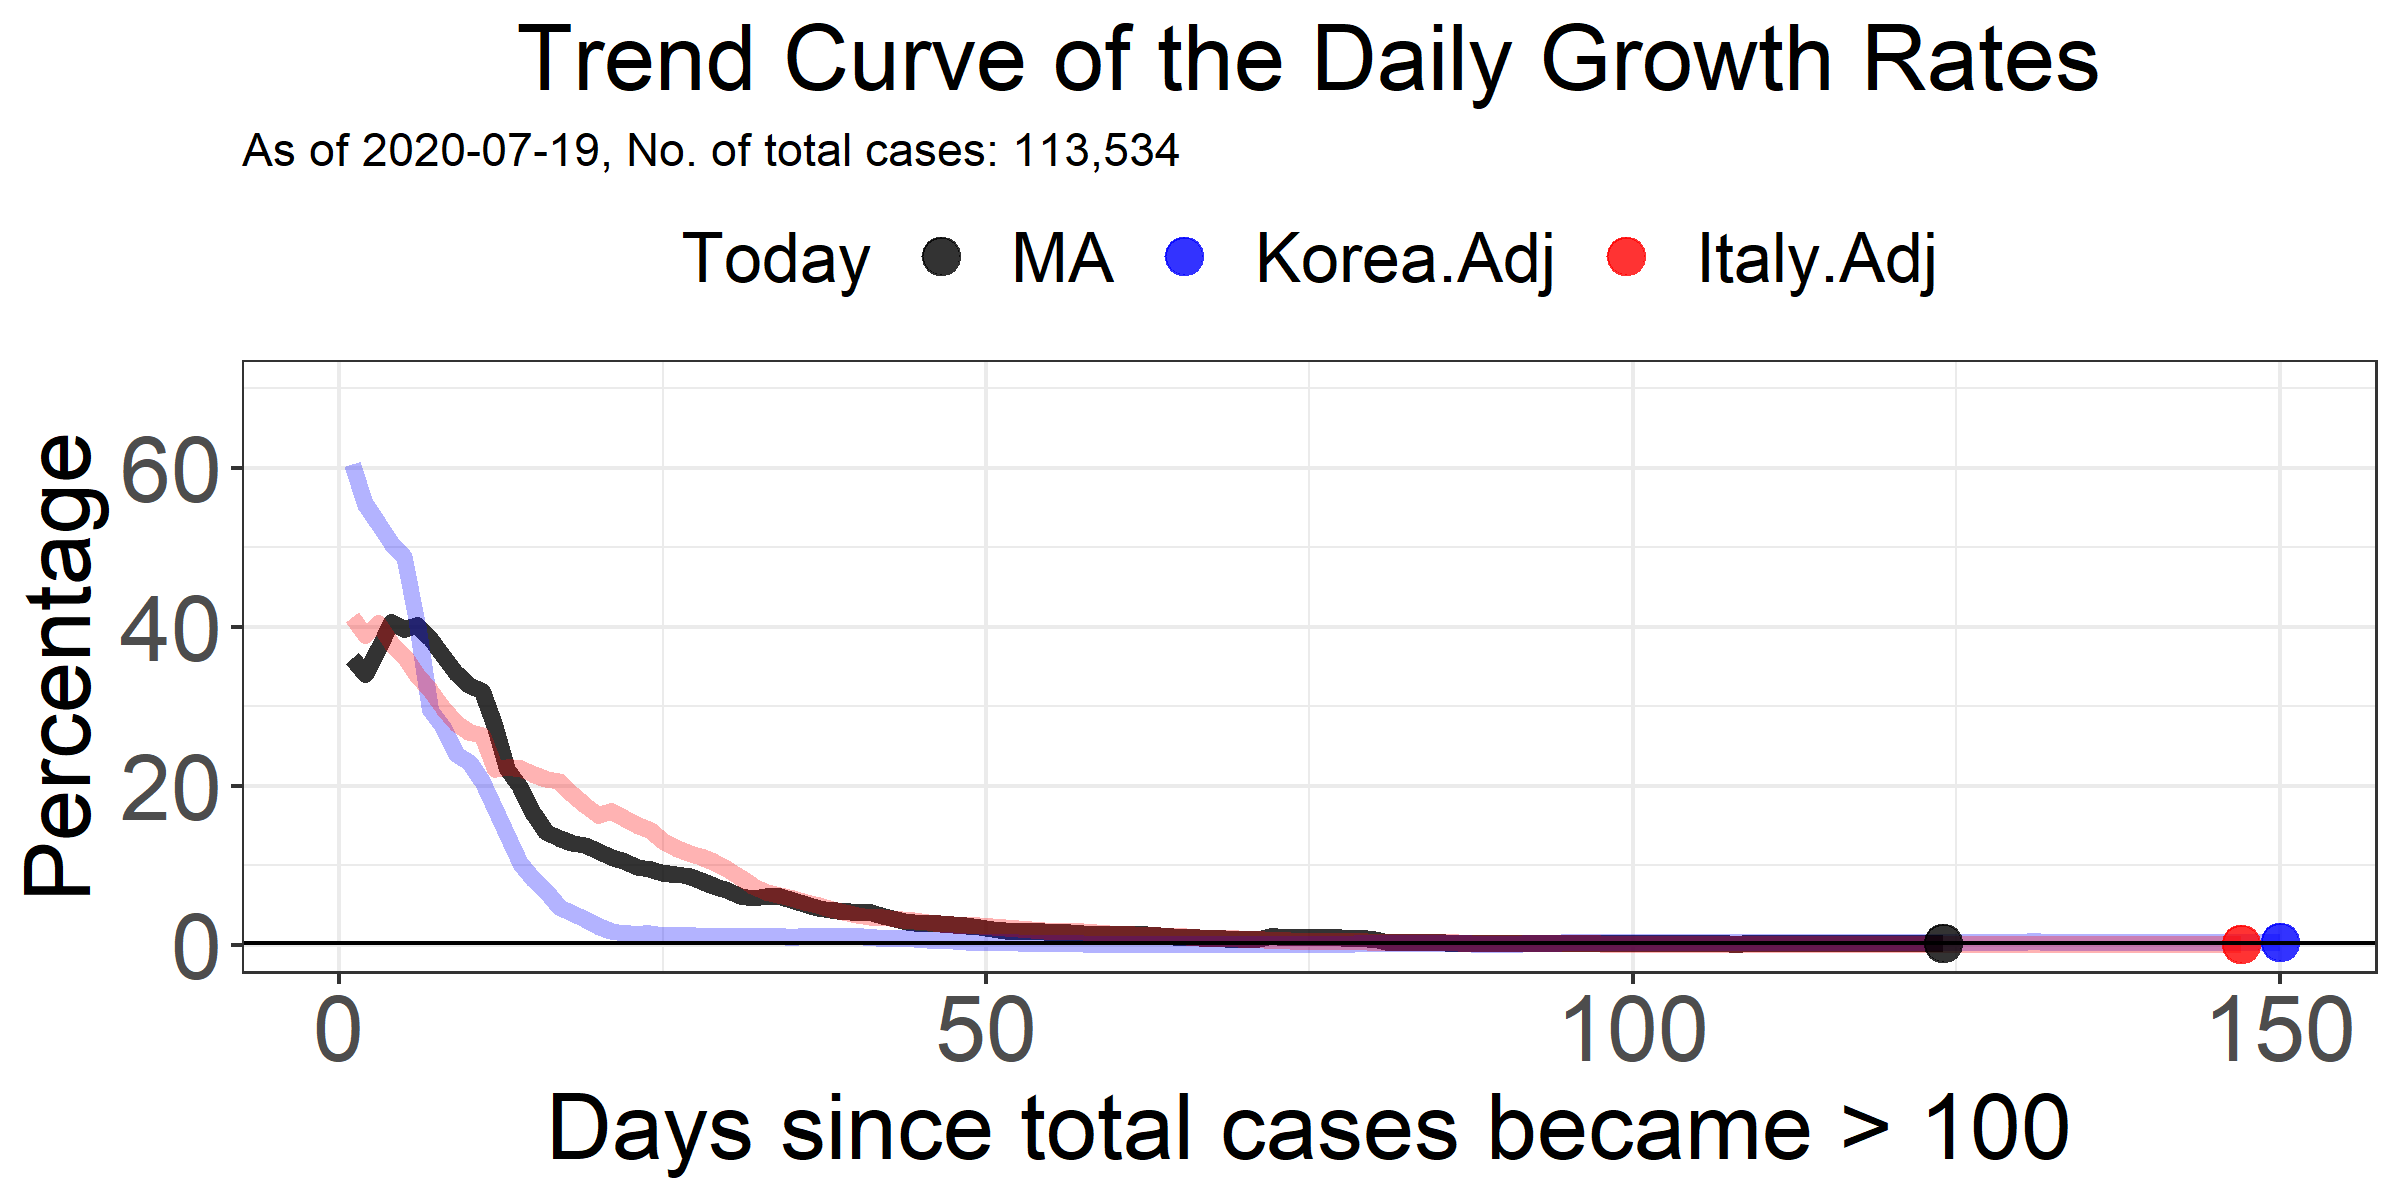 Trend Curve of the Daily Growth Rates
As of 2020-07-19, No. of total cases: 113,534
Today MA Korea.Adj Italy.Adj
Percentage
60
40
20
0
0 50 100 150
Days since total cases became > 100